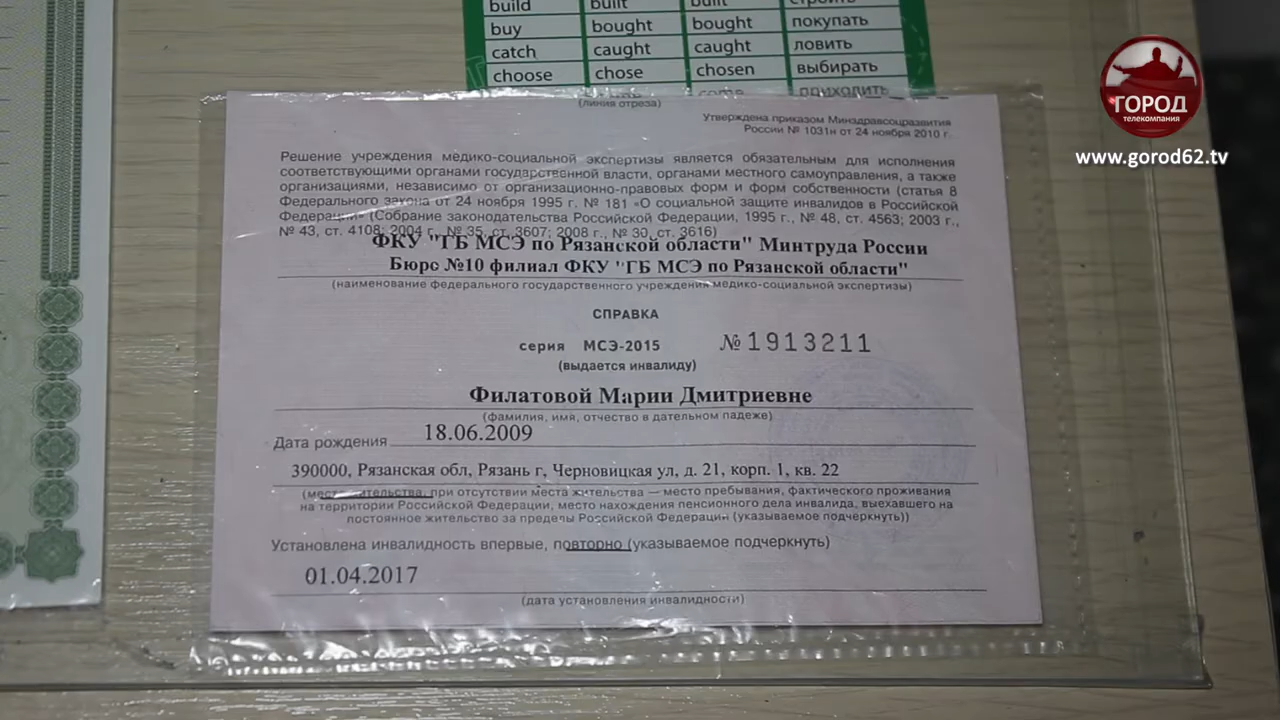 build built built строить
buy bought bought покупать
catch caught caught ловить
choose chose chosen выбирать
come приходить
ГОРОД
ТЕЛЕКОМПАНИЯ
www.gorod62.tv
(линия отреза)
Утверждена приказом Минздравсоцразвития
России № 1031н от 24 ноября 2010 г.
Решение учреждения медико-социальной экспертизы является обязательным для исполнения
соответствующими органами государственной власти, органами местного самоуправления, а также
организациями, независимо от организационно-правовых форм и форм собственности (статья 8
Федерального закона от 24 ноября 1995 г. № 181 «О социальной защите инвалидов в Российской
Федерации» (Собрание законодательства Российской Федерации, 1995 г., № 48, ст. 4563; 2003 г.,
№ 43, ст. 4108; 2004 г., № 35, ст. 3607; 2008 г., № 30, ст. 3616)
ФКУ "ГБ МСЭ по Рязанской области" Минтруда России
Бюро №10 филиал ФКУ "ГБ МСЭ по Рязанской области"
(наименование федерального государственного учреждения медико-социальной экспертизы)
СПРАВКА
серия МСЭ-2015 № 1913211
(выдается инвалиду)
Филатовой Марии Дмитриевне
(фамилия, имя, отчество в дательном падеже)
Дата рождения 18.06.2009
390000, Рязанская обл, Рязань г, Черновицкая ул, д. 21, корп. 1, кв. 22
(место жительства, при отсутствии места жительства — место пребывания, фактического проживания
на территории Российской Федерации, место нахождения пенсионного дела инвалида, выехавшего на
постоянное жительство за пределы Российской Федерации (указываемое подчеркнуть))
Установлена инвалидность впервые, повторно (указываемое подчеркнуть)
01.04.2017
(дата установления инвалидности)